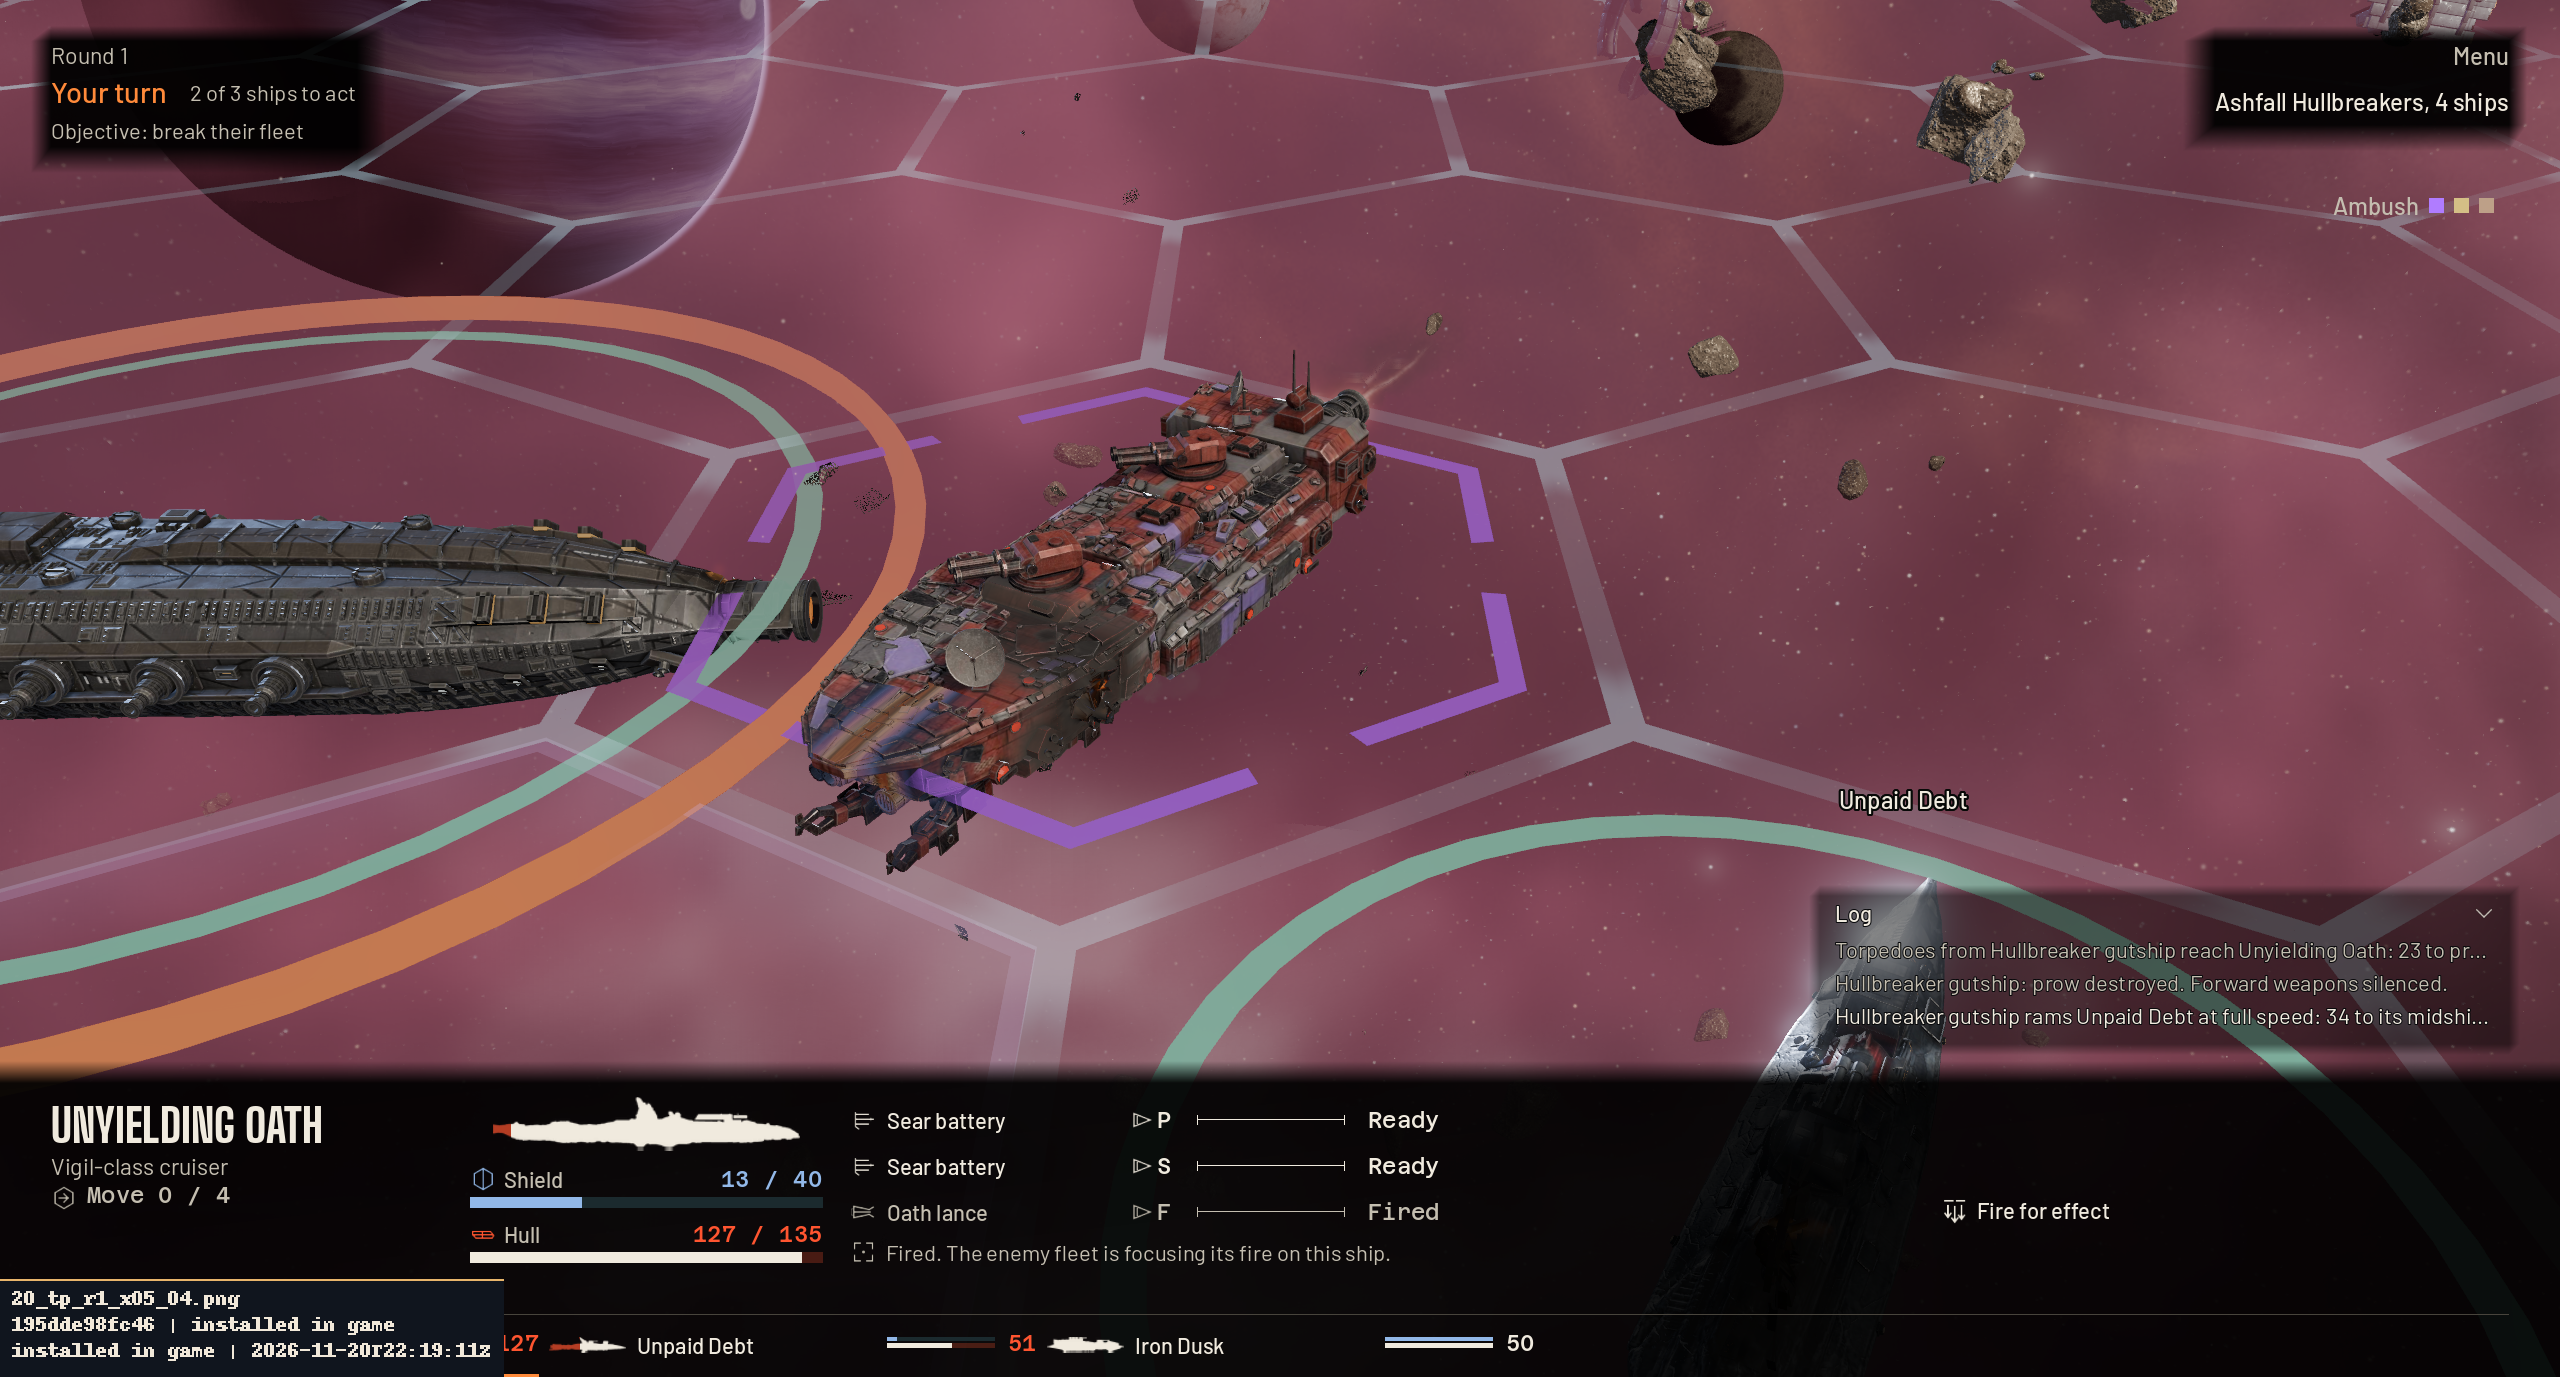 Round 1
Your turn 2 of 3 ships to act
Objective: break their fleet
Menu
Ashfall Hullbreakers, 4 ships
Ambush
Unpaid Debt
Log
Torpedoes from Hullbreaker gutship reach Unyielding Oath: 23 to pr...
Hullbreaker gutship: prow destroyed. Forward weapons silenced.
Hullbreaker gutship rams Unpaid Debt at full speed: 34 to its midshi...
UNYIELDING OATH
Vigil-class cruiser
Move 0 / 4
Shield 13 / 40
Hull 127 / 135
Sear battery P Ready
Sear battery S Ready
Oath lance F Fired
Fired. The enemy fleet is focusing its fire on this ship.
Fire for effect
127 Unpaid Debt 51 Iron Dusk 50
20_tp_r1_x05_04.png
195dde98fc46 | installed in game
installed in game | 2026-11-20T22:19:11Z